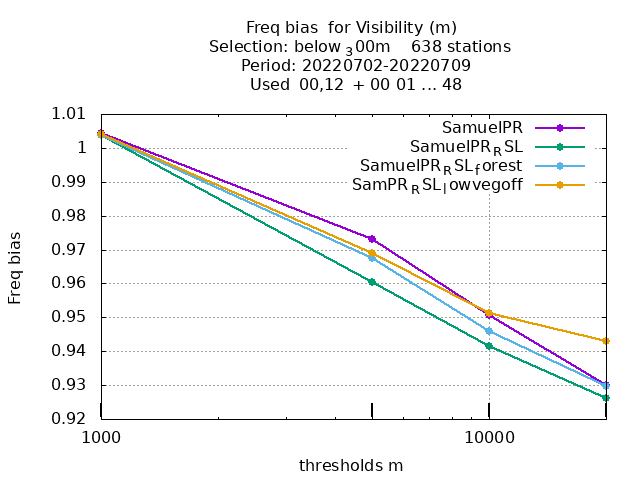 Freq bias  for Visibility (m)
Selection: below ₃00m    638 stations
Period: 20220702-20220709
Used  00,12  + 00 01 ... 48
SamuelPR
SamuelPR_RSL
SamuelPR_RSL_forest
SamPR_RSL_lowvegoff
1.01
1
0.99
0.98
0.97
0.96
0.95
0.94
0.93
0.92
Freq bias
1000
10000
thresholds m